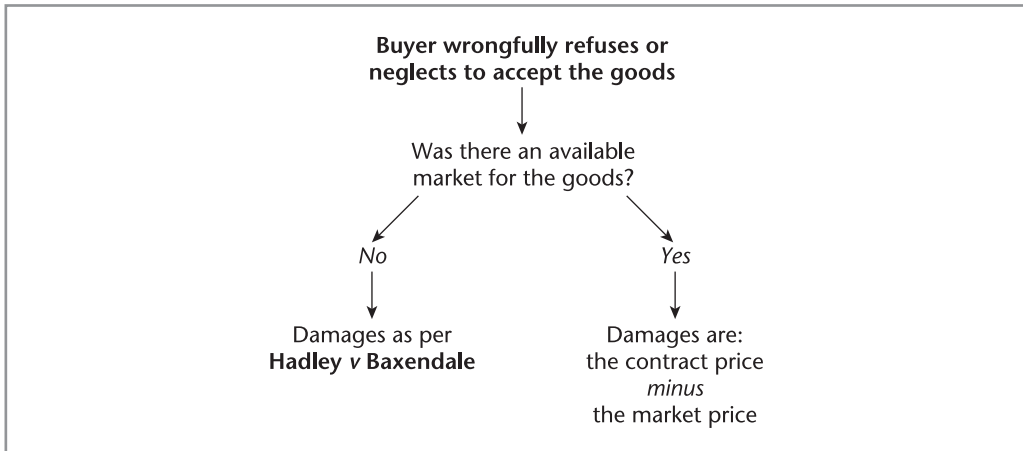 Buyer wrongfully refuses or
neglects to accept the goods
Was there an available
market for the goods?
No
Yes
Damages as per
Hadley v Baxendale
Damages are:
the contract price
minus
the market price